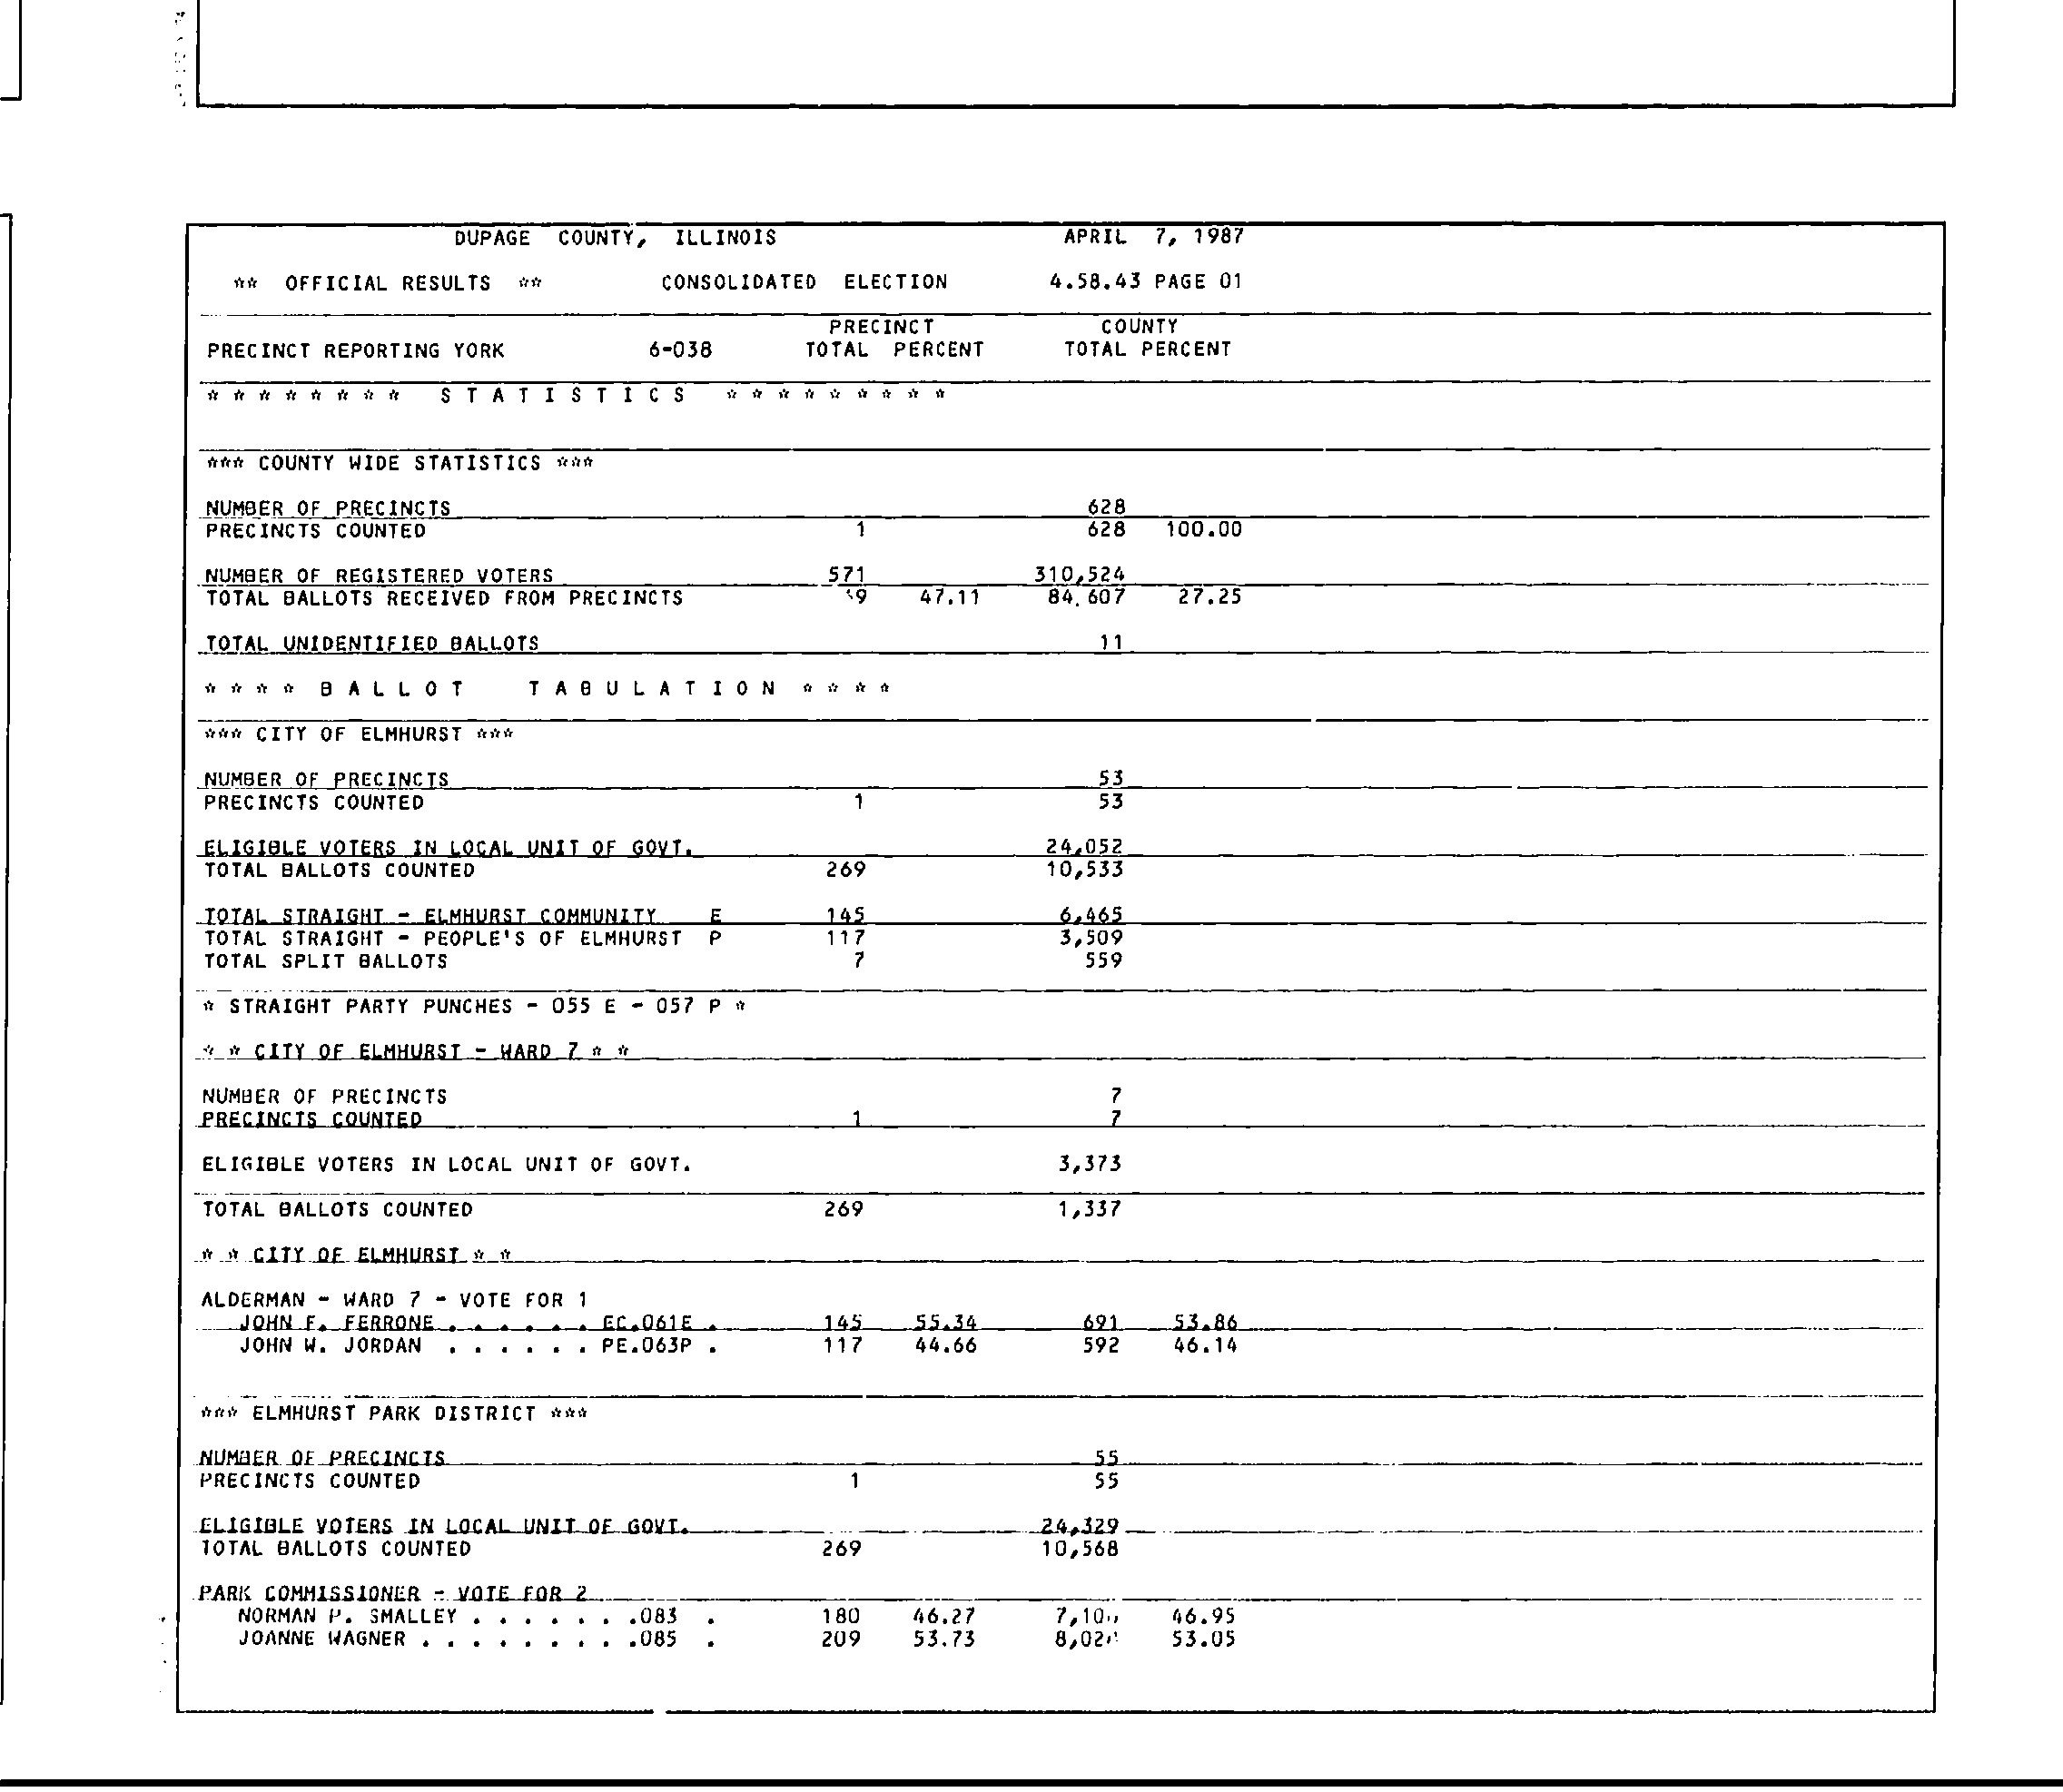 DUPAGE COUNTY, ILLINOIS APRIL 7, 1987
** OFFICIAL RESULTS ** CONSOLIDATED ELECTION 4.58.43 PAGE 01
PRECINCT COUNTY
PRECINCT REPORTING YORK 6-038 TOTAL PERCENT TOTAL PERCENT
* * * * * * * * S T A T I S T I C S * * * * * * * * *
*** COUNTY WIDE STATISTICS ***
NUMBER OF PRECINCTS 628
PRECINCTS COUNTED 1 628 100.00
NUMBER OF REGISTERED VOTERS 571 310,524
TOTAL BALLOTS RECEIVED FROM PRECINCTS 47.11 84,607 27.25
TOTAL UNIDENTIFIED BALLOTS 11
* * * * B A L L O T T A B U L A T I O N * * * *
*** CITY OF ELMHURST ***
NUMBER OF PRECINCTS 53
PRECINCTS COUNTED 1 53
ELIGIBLE VOTERS IN LOCAL UNIT OF GOVT. 24,052
TOTAL BALLOTS COUNTED 269 10,533
TOTAL STRAIGHT - ELMHURST COMMUNITY E 145 6,465
TOTAL STRAIGHT - PEOPLE'S OF ELMHURST P 117 3,509
TOTAL SPLIT BALLOTS 7 559
* STRAIGHT PARTY PUNCHES - 055 E - 057 P *
* * CITY OF ELMHURST - WARD 7 * *
NUMBER OF PRECINCTS 7
PRECINCTS COUNTED 1 7
ELIGIBLE VOTERS IN LOCAL UNIT OF GOVT. 3,373
TOTAL BALLOTS COUNTED 269 1,337
* * CITY OF ELMHURST * *
ALDERMAN - WARD 7 - VOTE FOR 1
JOHN F. FERRONE . . . . . . EC.061E . 145 55.34 691 53.86
JOHN W. JORDAN . . . . . . PE.063P . 117 44.66 592 46.14
*** ELMHURST PARK DISTRICT ***
NUMBER OF PRECINCTS 55
PRECINCTS COUNTED 1 55
ELIGIBLE VOTERS IN LOCAL UNIT OF GOVT. 24,329
TOTAL BALLOTS COUNTED 269 10,568
PARK COMMISSIONER - VOTE FOR 2
NORMAN P. SMALLEY . . . . . . .083 . 180 46.27 46.95
JOANNE WAGNER . . . . . . . . .085 . 209 53.73 53.05